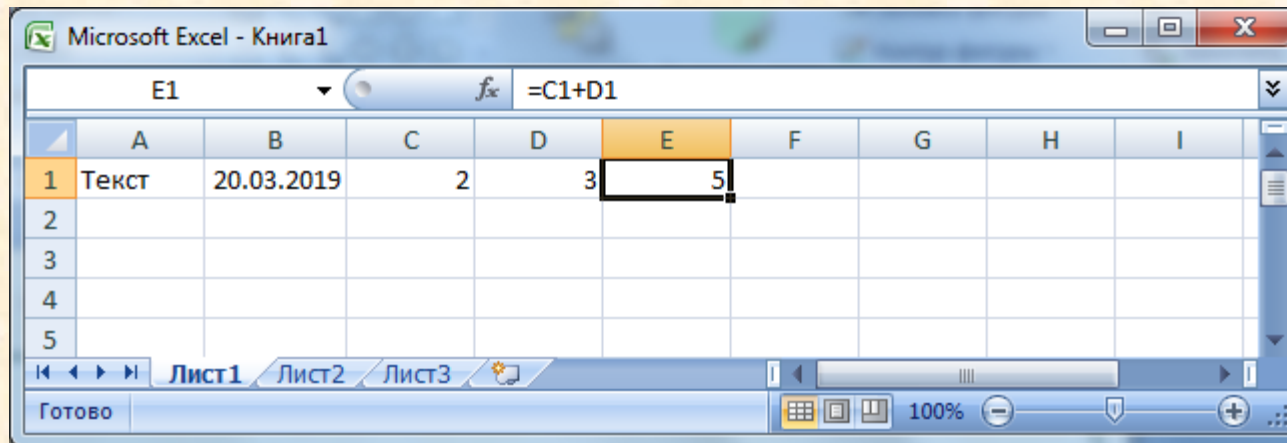 Microsoft Excel - Книга1
E1 fx =C1+D1
A B C D E F G H I
1 Текст 20.03.2019 2 3 5
2
3
4
5
Лист1 Лист2 Лист3
Готово 100%